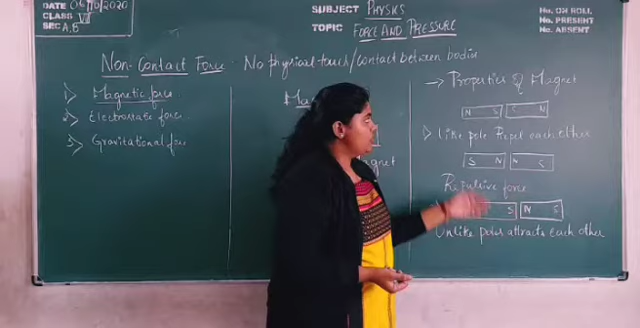 DATE 06/10/2020
CLASS VIII
SEC A,B
SUBJECT PHYSICS
TOPIC FORCE AND PRESSURE
No. ON ROLL
No. PRESENT
No. ABSENT
Non-Contact Force - No physical touch/contact between bodies
1) Magnetic force
2) Electrostatic force
3) Gravitational force
→ Properties of Magnet
N S S N
Like pole Repel each other
S N N S
Repulsive force
S N S
Unlike poles attracts each other